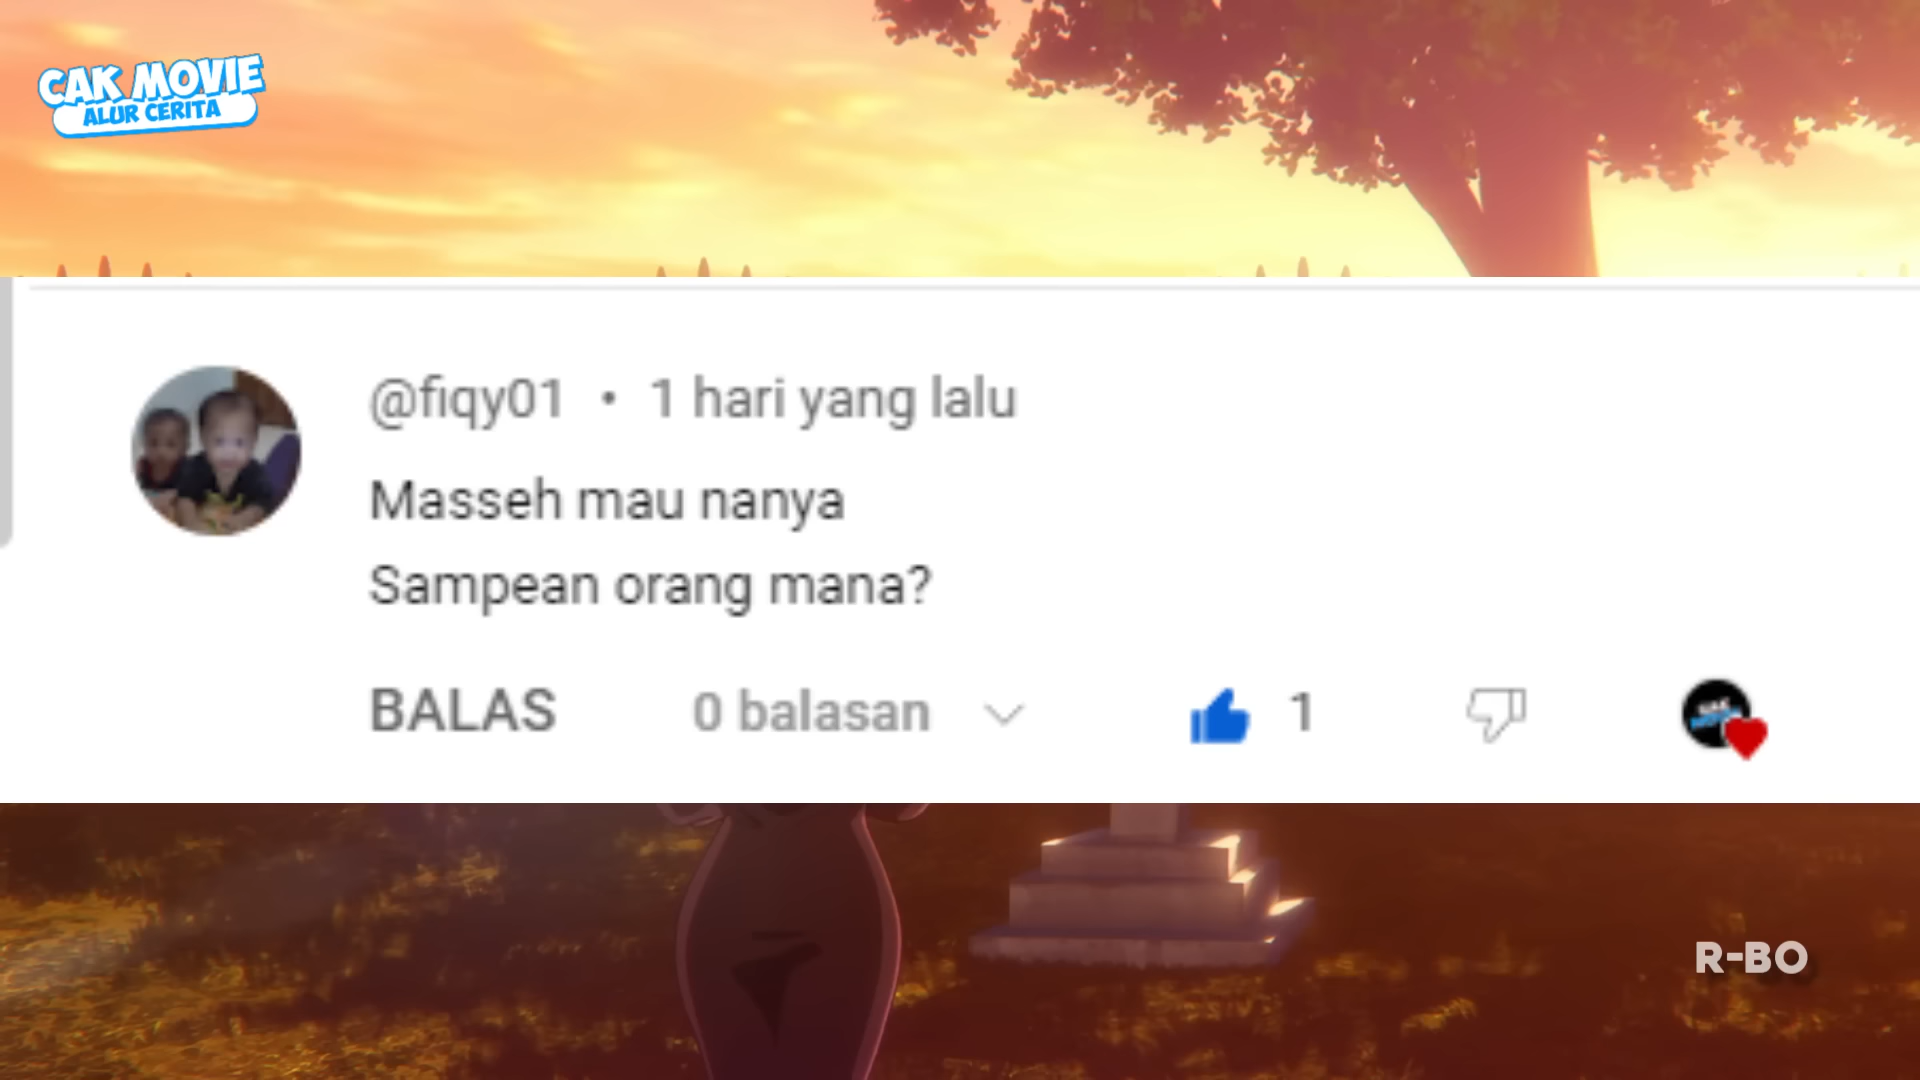 CAK MOVIE
ALUR CERITA
@fiqy01 • 1 hari yang lalu
Masseh mau nanya
Sampean orang mana?
BALAS 0 balasan 1
R-BO